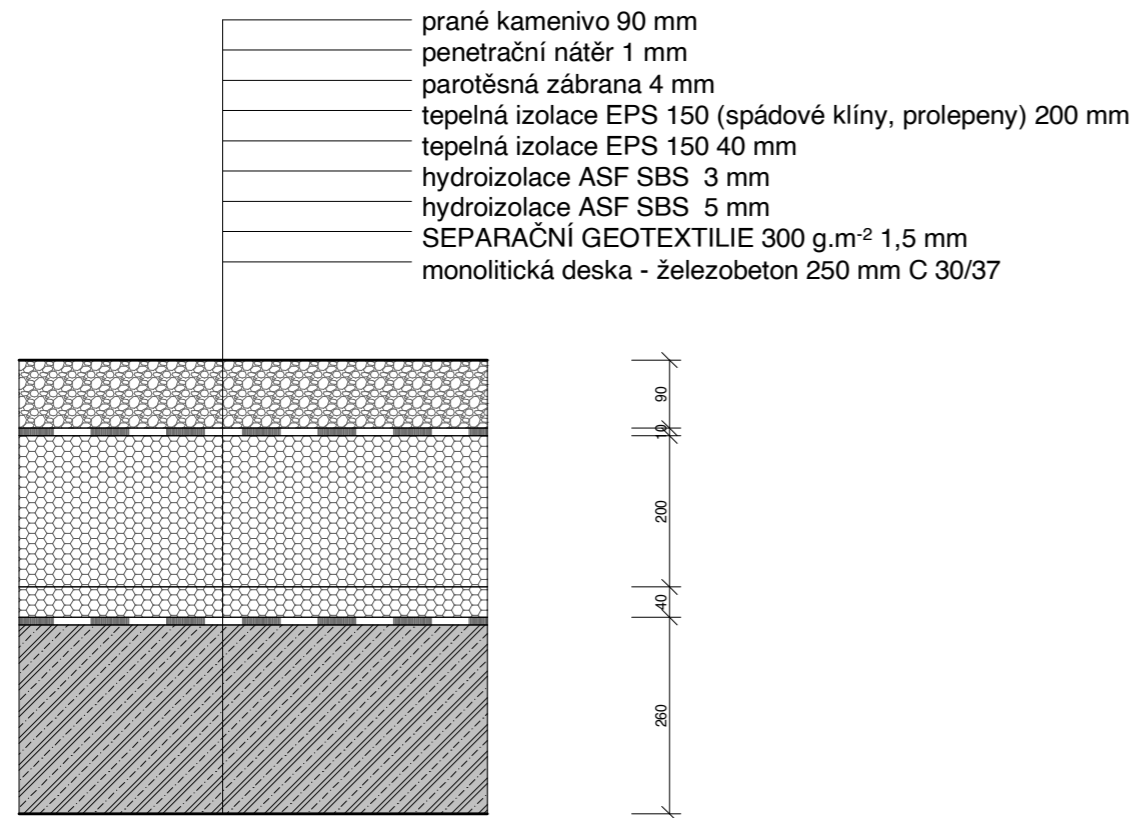 prané kamenivo 90 mm
penetrační nátěr 1 mm
parotěsná zábrana 4 mm
tepelná izolace EPS 150 (spádové klíny, prolepeny) 200 mm
tepelná izolace EPS 150 40 mm
hydroizolace ASF SBS  3 mm
hydroizolace ASF SBS  5 mm
SEPARAČNÍ GEOTEXTILIE 300 g.m-² 1,5 mm
monolitická deska - železobeton 250 mm C 30/37
90
10
200
40
260